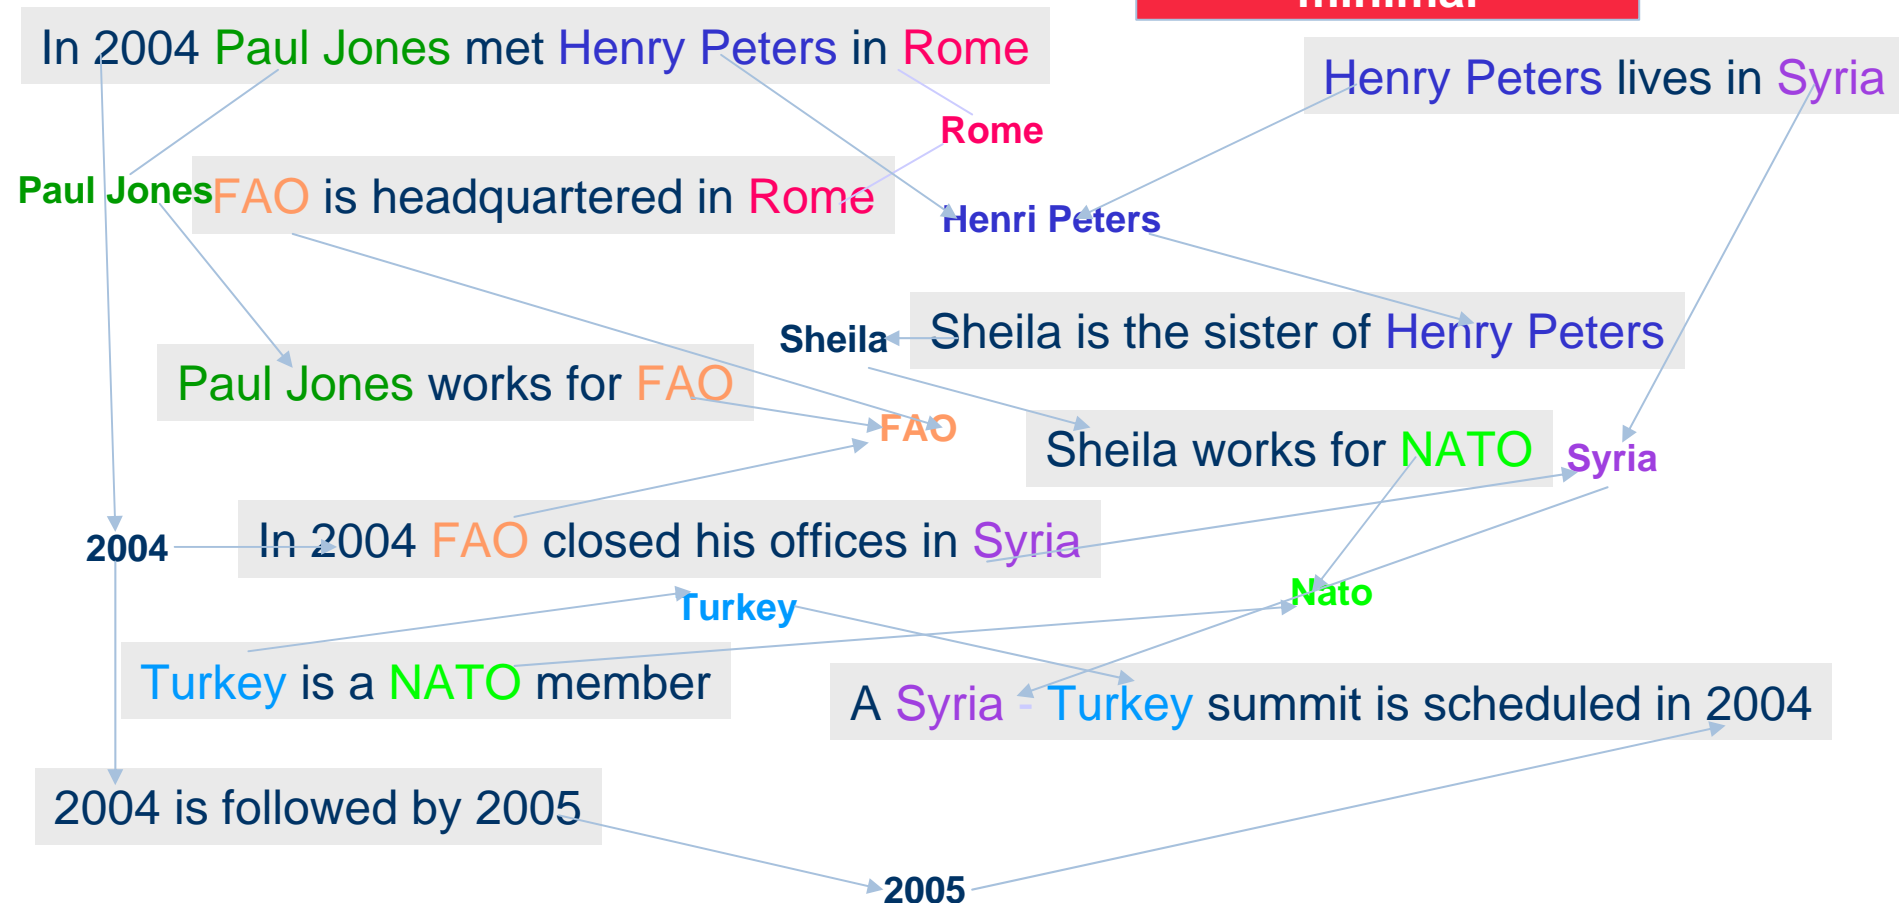 minimal
In 2004 Paul Jones met Henry Peters in Rome
Henry Peters lives in Syria
Rome
Paul Jones
FAO is headquartered in Rome
Henri Peters
Sheila
Sheila is the sister of Henry Peters
Paul Jones works for FAO
FAO
Sheila works for NATO
Syria
2004
In 2004 FAO closed his offices in Syria
Turkey
Nato
Turkey is a NATO member
A Syria - Turkey summit is scheduled in 2004
2004 is followed by 2005
2005